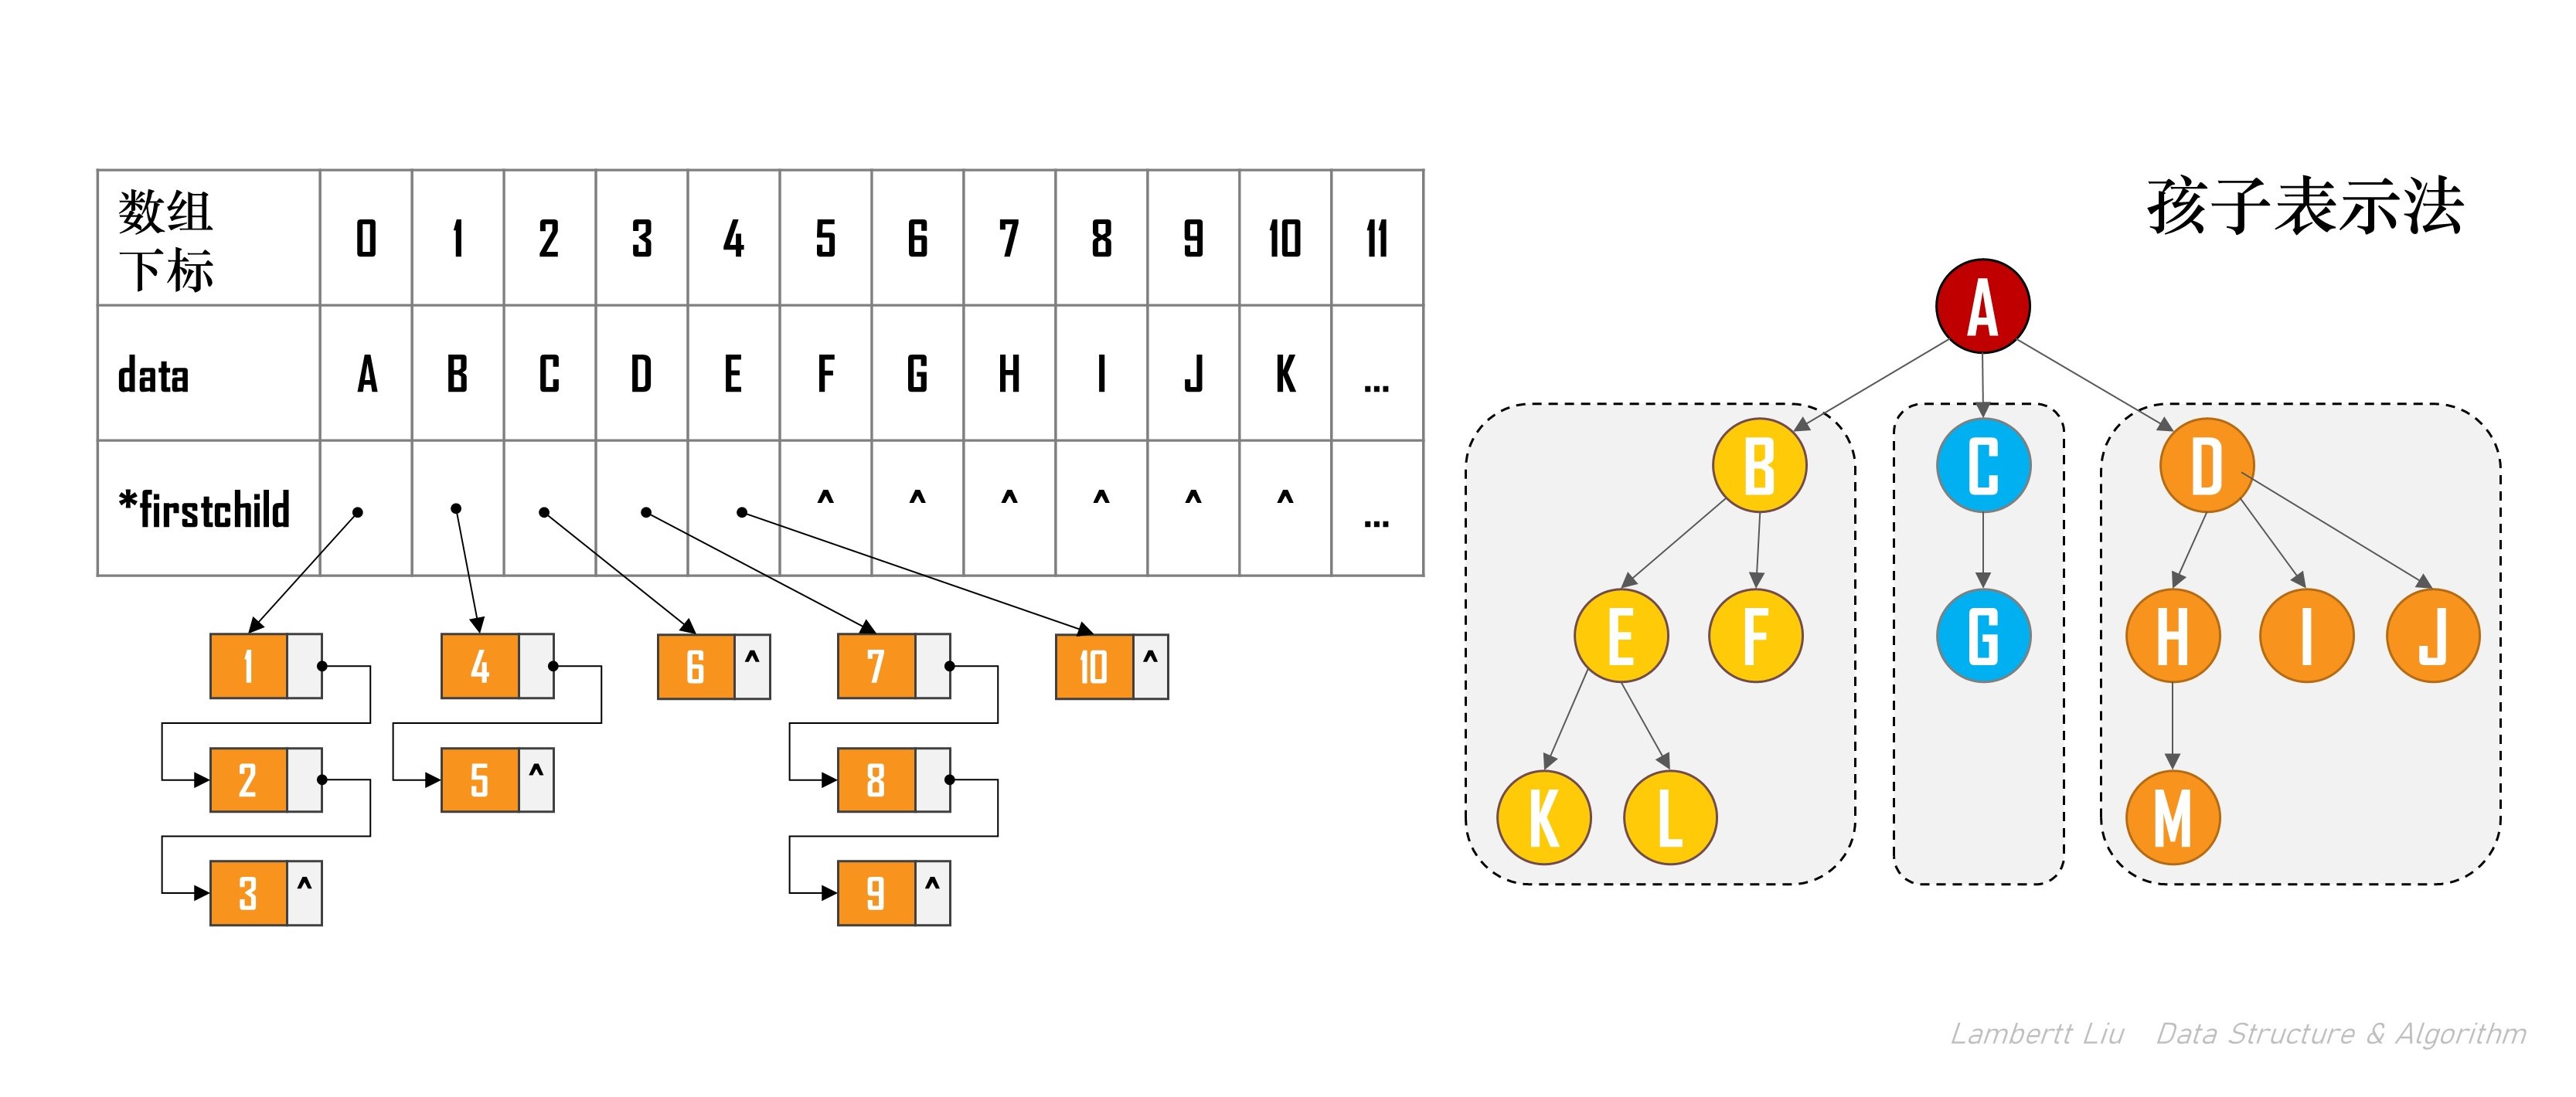 孩子表示法
数组
下标 0 1 2 3 4 5 6 7 8 9 10 11
data A B C D E F G H I J K ...
*firstchild ^ ^ ^ ^ ^ ^ ...
1 4 6 ^ 7 10 ^
2 5 ^ 8
3 ^ 9 ^
A
B C D
E F G H I J
K L M
Lambertt Liu Data Structure & Algorithm